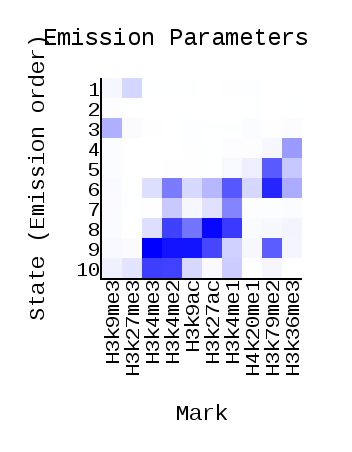 Emission Parameters
State (Emission order)
1
2
3
4
5
6
7
8
9
10
H3k9me3
H3k27me3
H3k4me3
H3k4me2
H3k9ac
H3k27ac
H3k4me1
H4k20me1
H3k79me2
H3k36me3
Mark